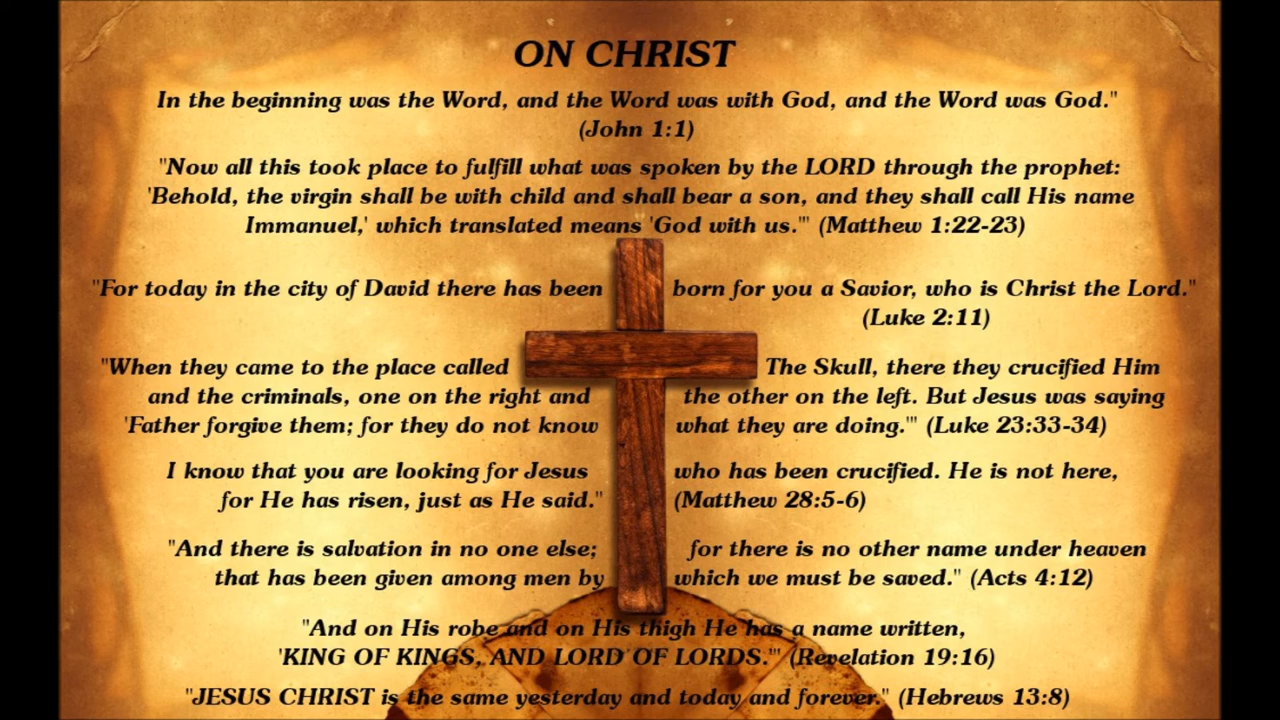 ON CHRIST
In the beginning was the Word, and the Word was with God, and the Word was God."
(John 1:1)
"Now all this took place to fulfill what was spoken by the LORD through the prophet:
'Behold, the virgin shall be with child and shall bear a son, and they shall call His name
Immanuel,' which translated means 'God with us.'" (Matthew 1:22-23)
"For today in the city of David there has been born for you a Savior, who is Christ the Lord."
(Luke 2:11)
"When they came to the place called The Skull, there they crucified Him
and the criminals, one on the right and the other on the left. But Jesus was saying
'Father forgive them; for they do not know what they are doing.'" (Luke 23:33-34)
I know that you are looking for Jesus who has been crucified. He is not here,
for He has risen, just as He said." (Matthew 28:5-6)
"And there is salvation in no one else; for there is no other name under heaven
that has been given among men by which we must be saved." (Acts 4:12)
"And on His robe and on His thigh He has a name written,
'KING OF KINGS, AND LORD OF LORDS.'" (Revelation 19:16)
"JESUS CHRIST is the same yesterday and today and forever." (Hebrews 13:8)